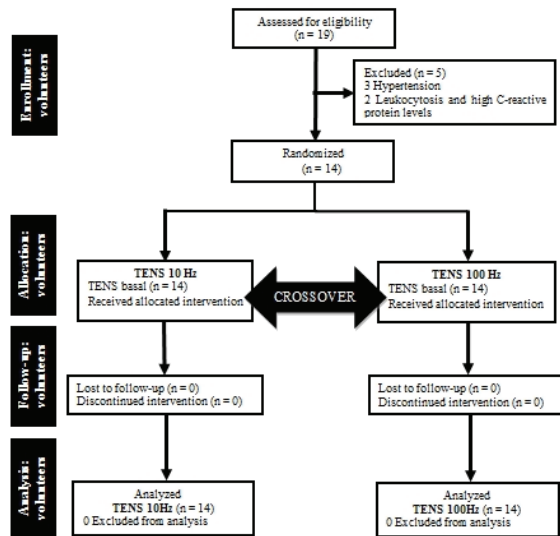 Enrollment:
volunteers
Assessed for eligibility
(n = 19)
Excluded (n = 5)
3 Hypertension
2 Leukocytosis and high C-reactive
protein levels
Randomized
(n = 14)
Allocation:
volunteers
TENS 10 Hz
TENS basal (n = 14)
Received allocated intervention
CROSSOVER
TENS 100 Hz
TENS basal (n = 14)
Received allocated intervention
Follow-up:
volunteers
Lost to follow-up (n = 0)
Discontinued intervention (n = 0)
Lost to follow-up (n = 0)
Discontinued intervention (n = 0)
Analysis:
volunteers
Analyzed
TENS 10Hz (n = 14)
0 Excluded from analysis
Analyzed
TENS 100Hz (n = 14)
0 Excluded from analysis